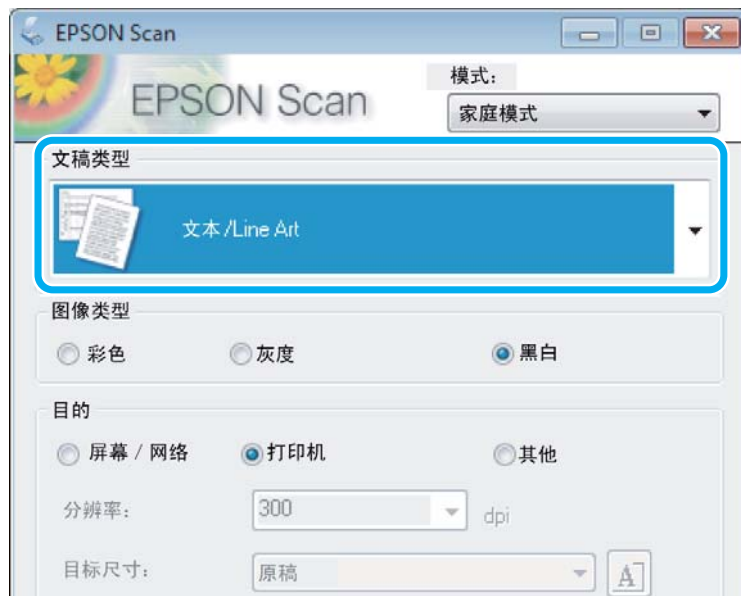 EPSON Scan
EPSON Scan
模式：
家庭模式
文稿类型
文本/Line Art
图像类型
彩色 灰度 黑白
目的
屏幕 / 网络 打印机 其他
分辨率： 300 dpi
目标尺寸： 原稿 A